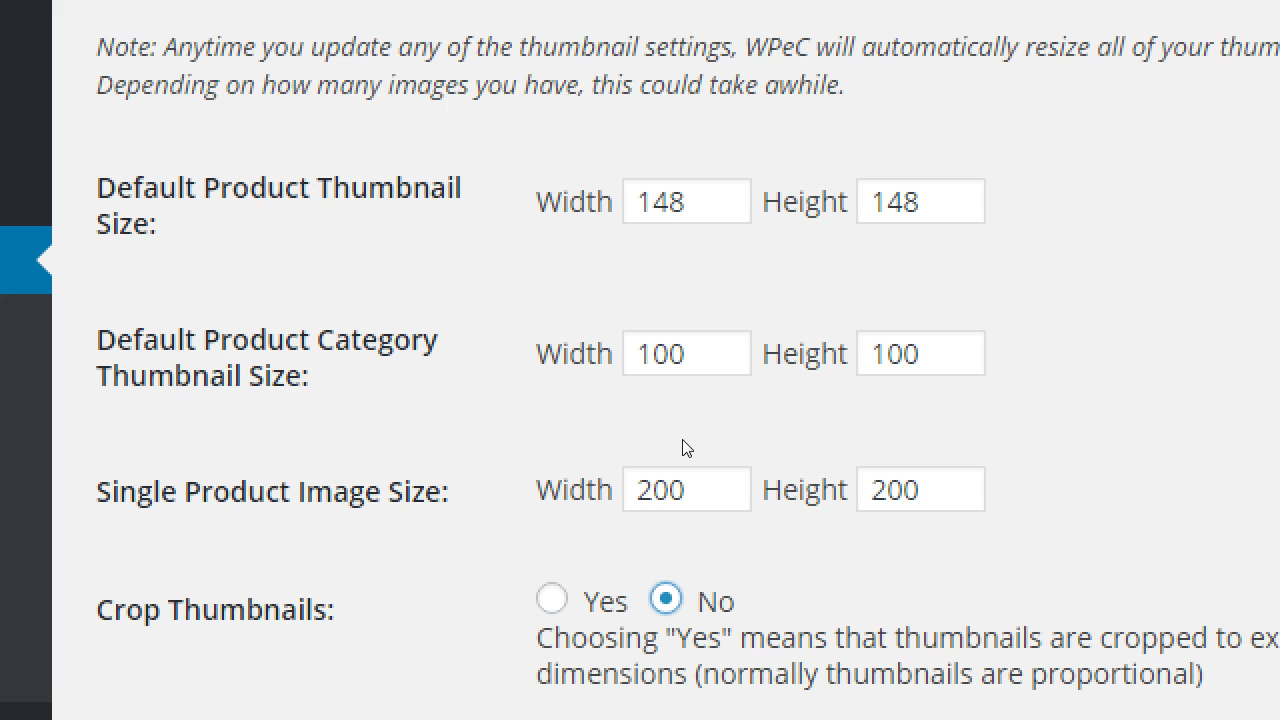 Note: Anytime you update any of the thumbnail settings, WPeC will automatically resize all of your
Depending on how many images you have, this could take awhile.
Default Product Thumbnail
Size:
Width 148 Height 148
Default Product Category
Thumbnail Size:
Width 100 Height 100
Single Product Image Size:
Width 200 Height 200
Crop Thumbnails:
Yes No
Choosing "Yes" means that thumbnails are cropped to
dimensions (normally thumbnails are proportional)